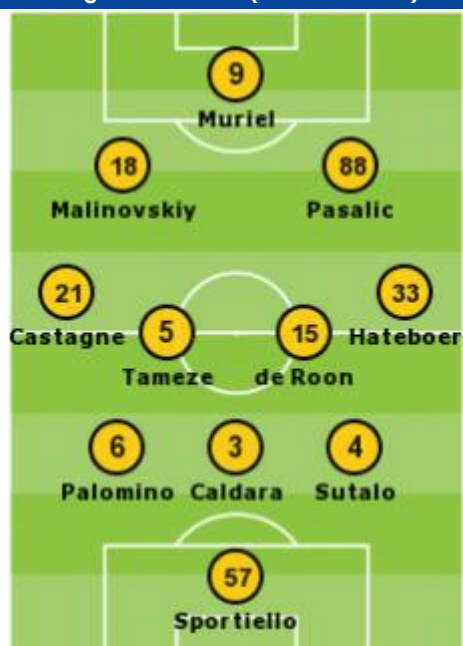 9
Muriel
18 88
Malinovskiy Pasalic
21 33
Castagne 5 15 Hateboer
Tameze de Roon
6 3 4
Palomino Caldara Sutalo
57
Sportiello